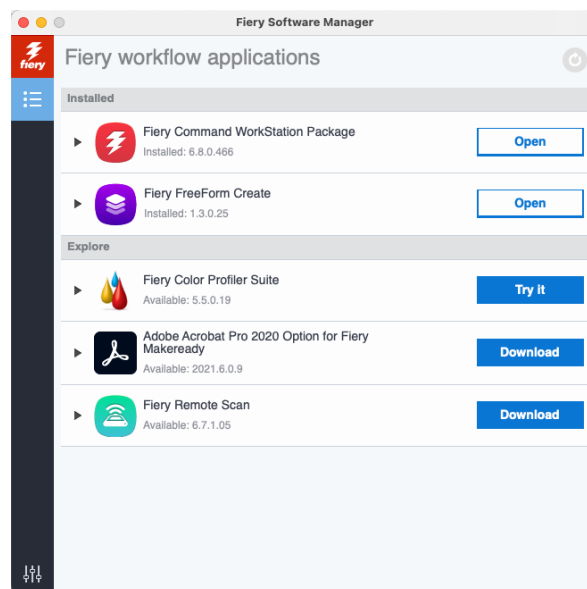 Fiery Software Manager
fiery
Fiery workflow applications
Installed
Fiery Command WorkStation Package
Installed: 6.8.0.466
Open
Fiery FreeForm Create
Installed: 1.3.0.25
Open
Explore
Fiery Color Profiler Suite
Available: 5.5.0.19
Try it
Adobe Acrobat Pro 2020 Option for Fiery
Makeready
Available: 2021.6.0.9
Download
Fiery Remote Scan
Available: 6.7.1.05
Download